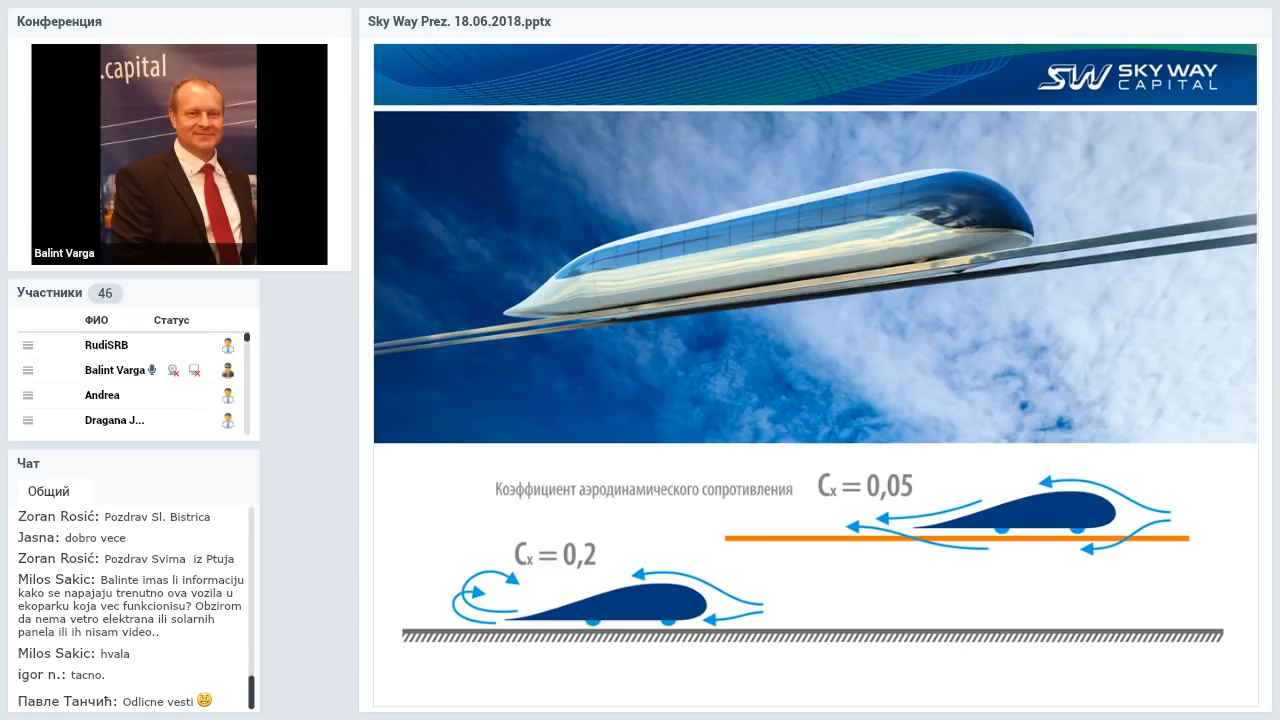 Конференция
.capital
Balint Varga
Участники 46
ФИО Статус
RudiSRB
Balint Varga
Andrea
Dragana J...
Чат
Общий
Zoran Rosić: Pozdrav Sl. Bistrica
Jasna: dobro vece
Zoran Rosić: Pozdrav Svima iz Ptuja
Milos Sakic: Balinte imas li informaciju
kako se napajaju trenutno ova vozila u
ekoparku koja vec funkcionisu? Obzirom
da nema vetro elektrana ili solarnih
panela ili ih nisam video..
Milos Sakic: hvala
igor n.: tacno.
Павле Танчић: Odlicne vesti
Sky Way Prez. 18.06.2018.pptx
SW SKY WAY
CAPITAL
Коэффициент аэродинамического сопротивления
Cx = 0,05
Cx = 0,2